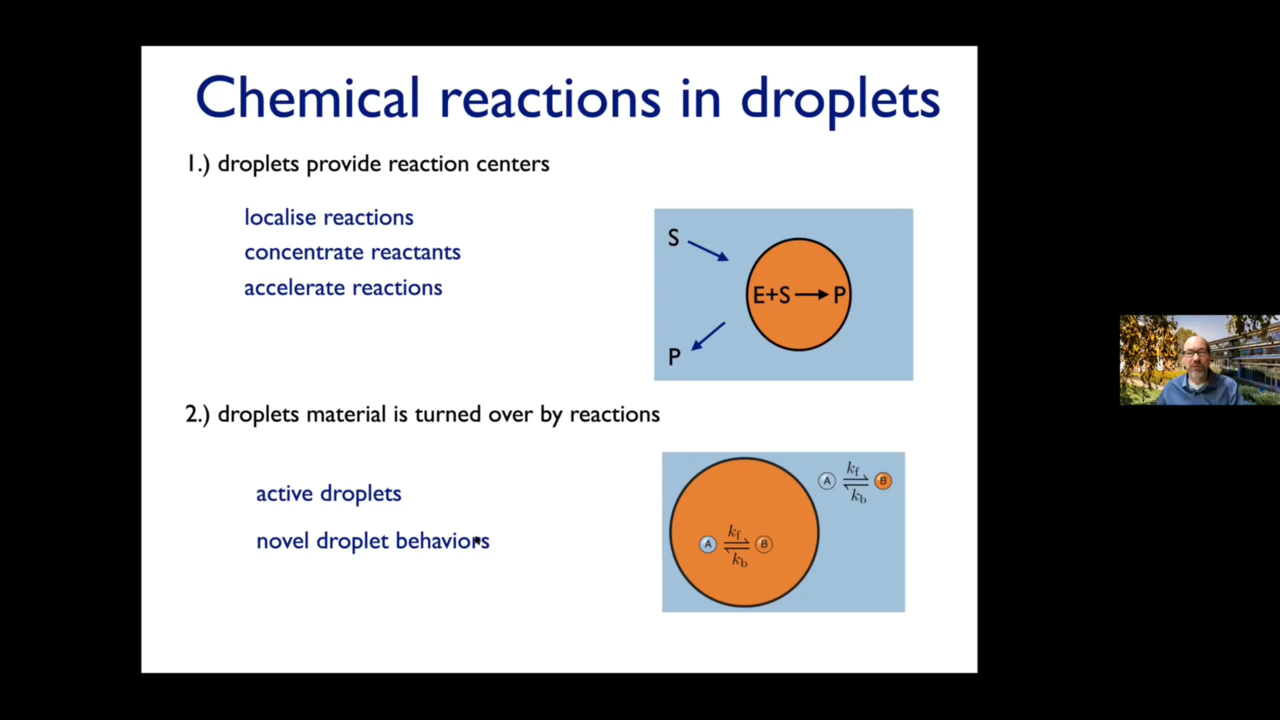 Chemical reactions in droplets
1.) droplets provide reaction centers
localise reactions
concentrate reactants
accelerate reactions
S
E+S → P
P
2.) droplets material is turned over by reactions
active droplets
novel droplet behaviors
A kf ⇌ kb B
A kf ⇌ kb B